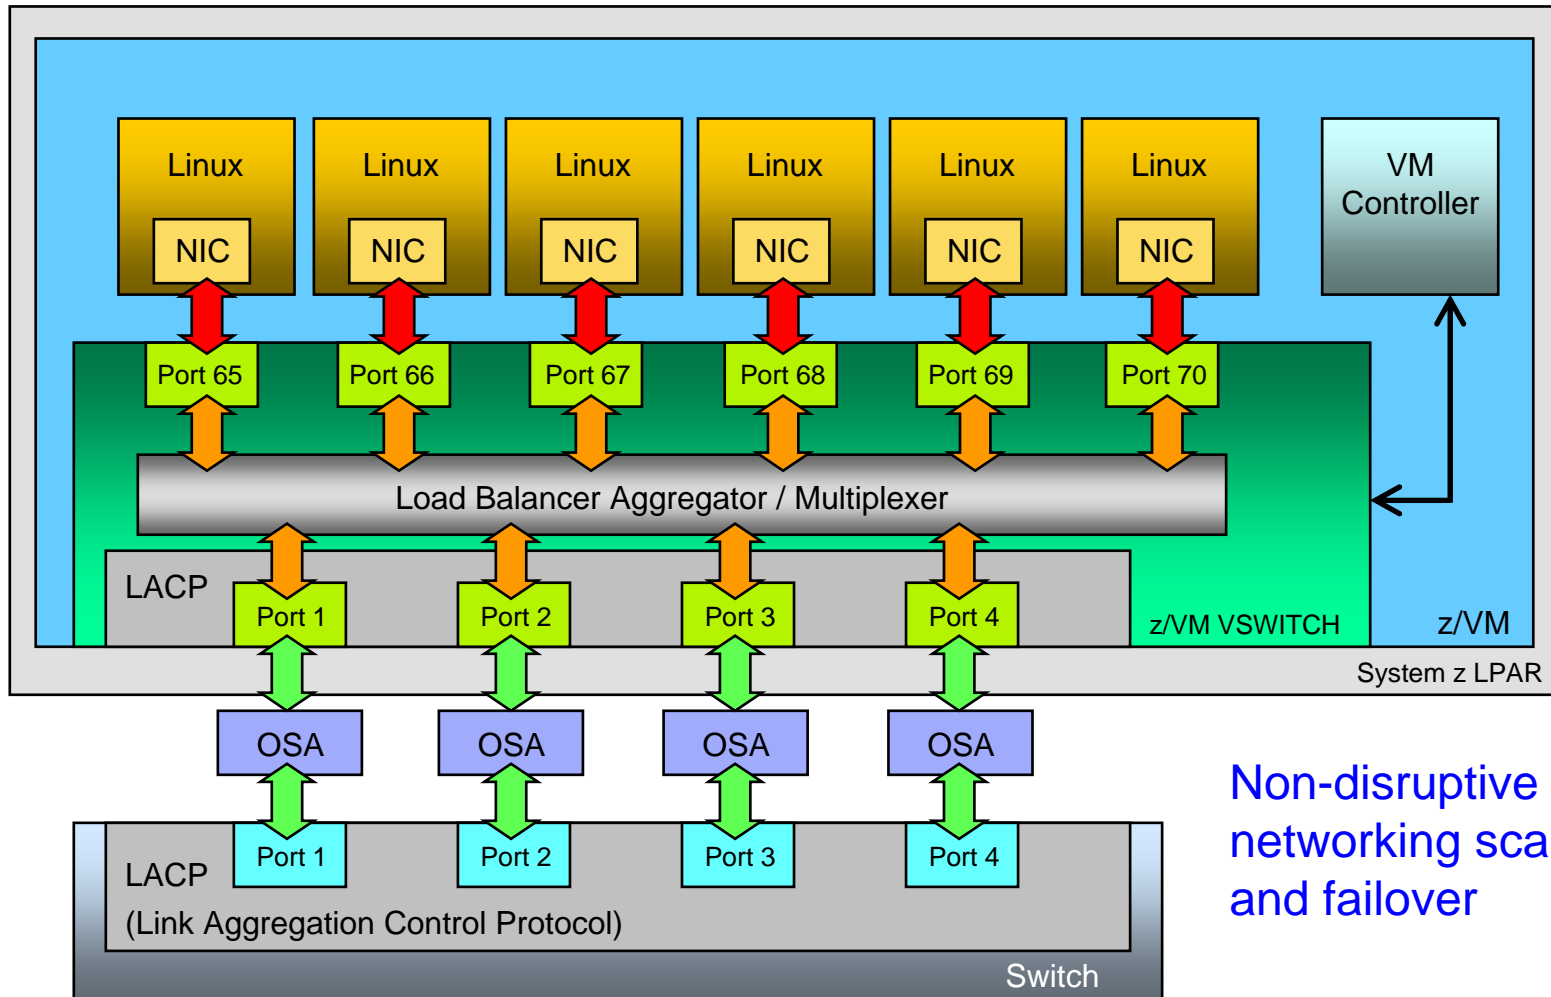 Linux
Linux
Linux
Linux
Linux
Linux
VM
Controller
NIC
NIC
NIC
NIC
NIC
NIC
Port 65
Port 66
Port 67
Port 68
Port 69
Port 70
Load Balancer Aggregator / Multiplexer
LACP
Port 1
Port 2
Port 3
Port 4
z/VM VSWITCH
z/VM
System z LPAR
OSA
OSA
OSA
OSA
Non-disruptive
networking sca
and failover
Port 1
Port 2
Port 3
Port 4
LACP
(Link Aggregation Control Protocol)
Switch